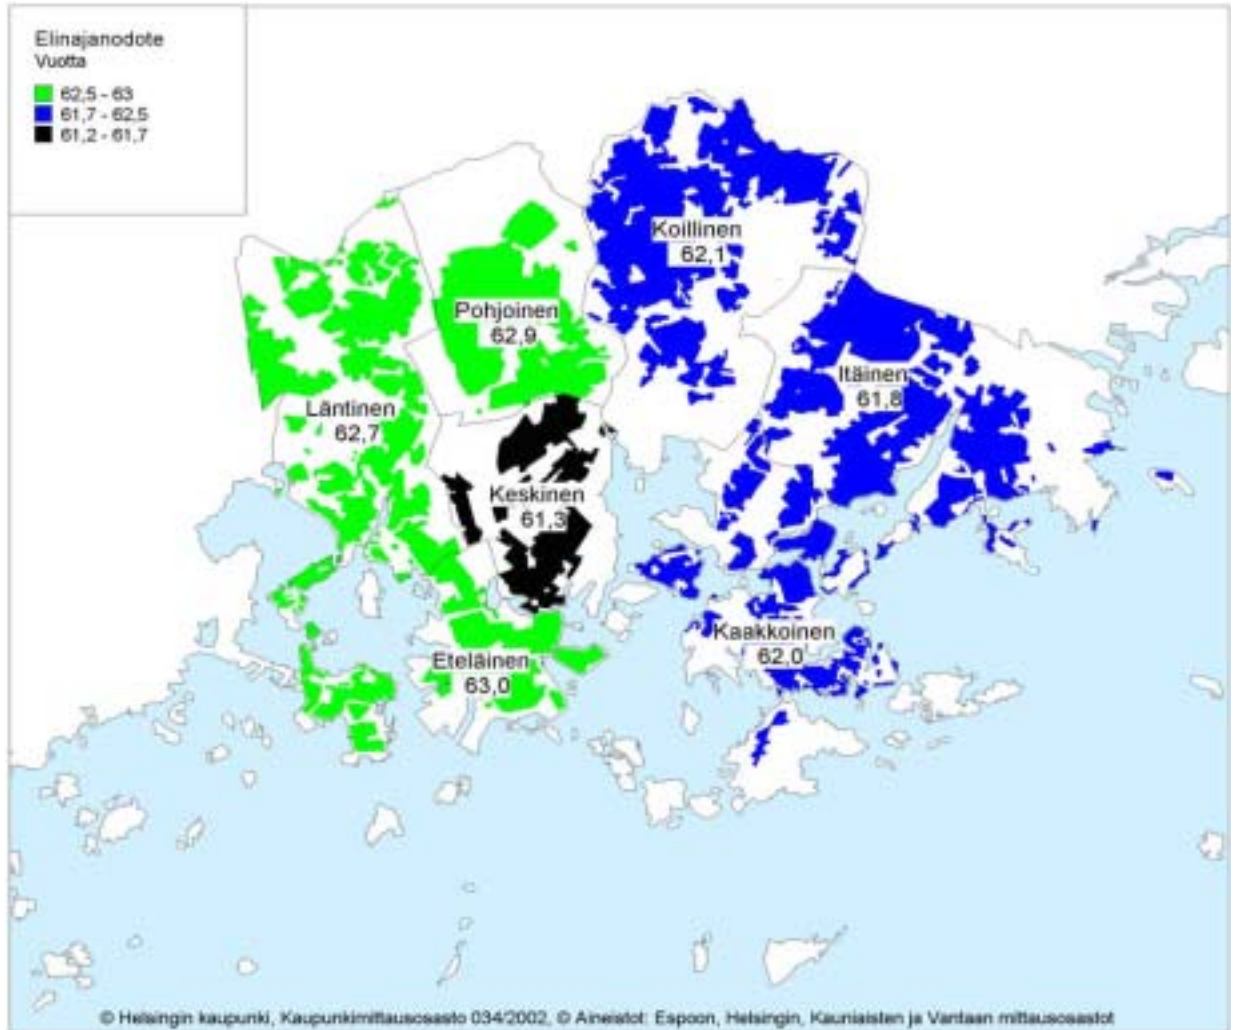 Elinajanodote
Vuotta
62,5 - 63
61,7 - 62,5
61,2 - 61,7
Koillinen
62,1
Pohjoinen
62,9
Itäinen
61,8
Läntinen
62,7
Keskinen
61,3
Kaakkoinen
62,0
Eteläinen
63,0
© Helsingin kaupunki, Kaupunkimittausosasto 034/2002, © Aineistot: Espoon, Helsingin, Kauniaisten ja Vantaan mittausosastot